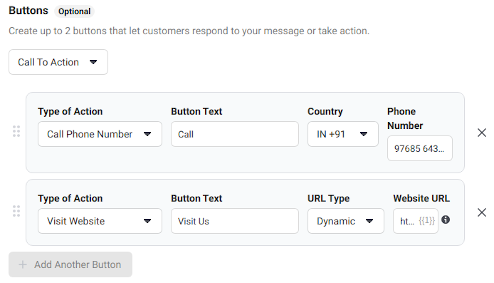 Buttons Optional
Create up to 2 buttons that let customers respond to your message or take action.
Call To Action
Type of Action Button Text Country Phone Number
Call Phone Number Call IN +91 97685 643...
Type of Action Button Text URL Type Website URL
Visit Website Visit Us Dynamic ht... {{1}}
+ Add Another Button